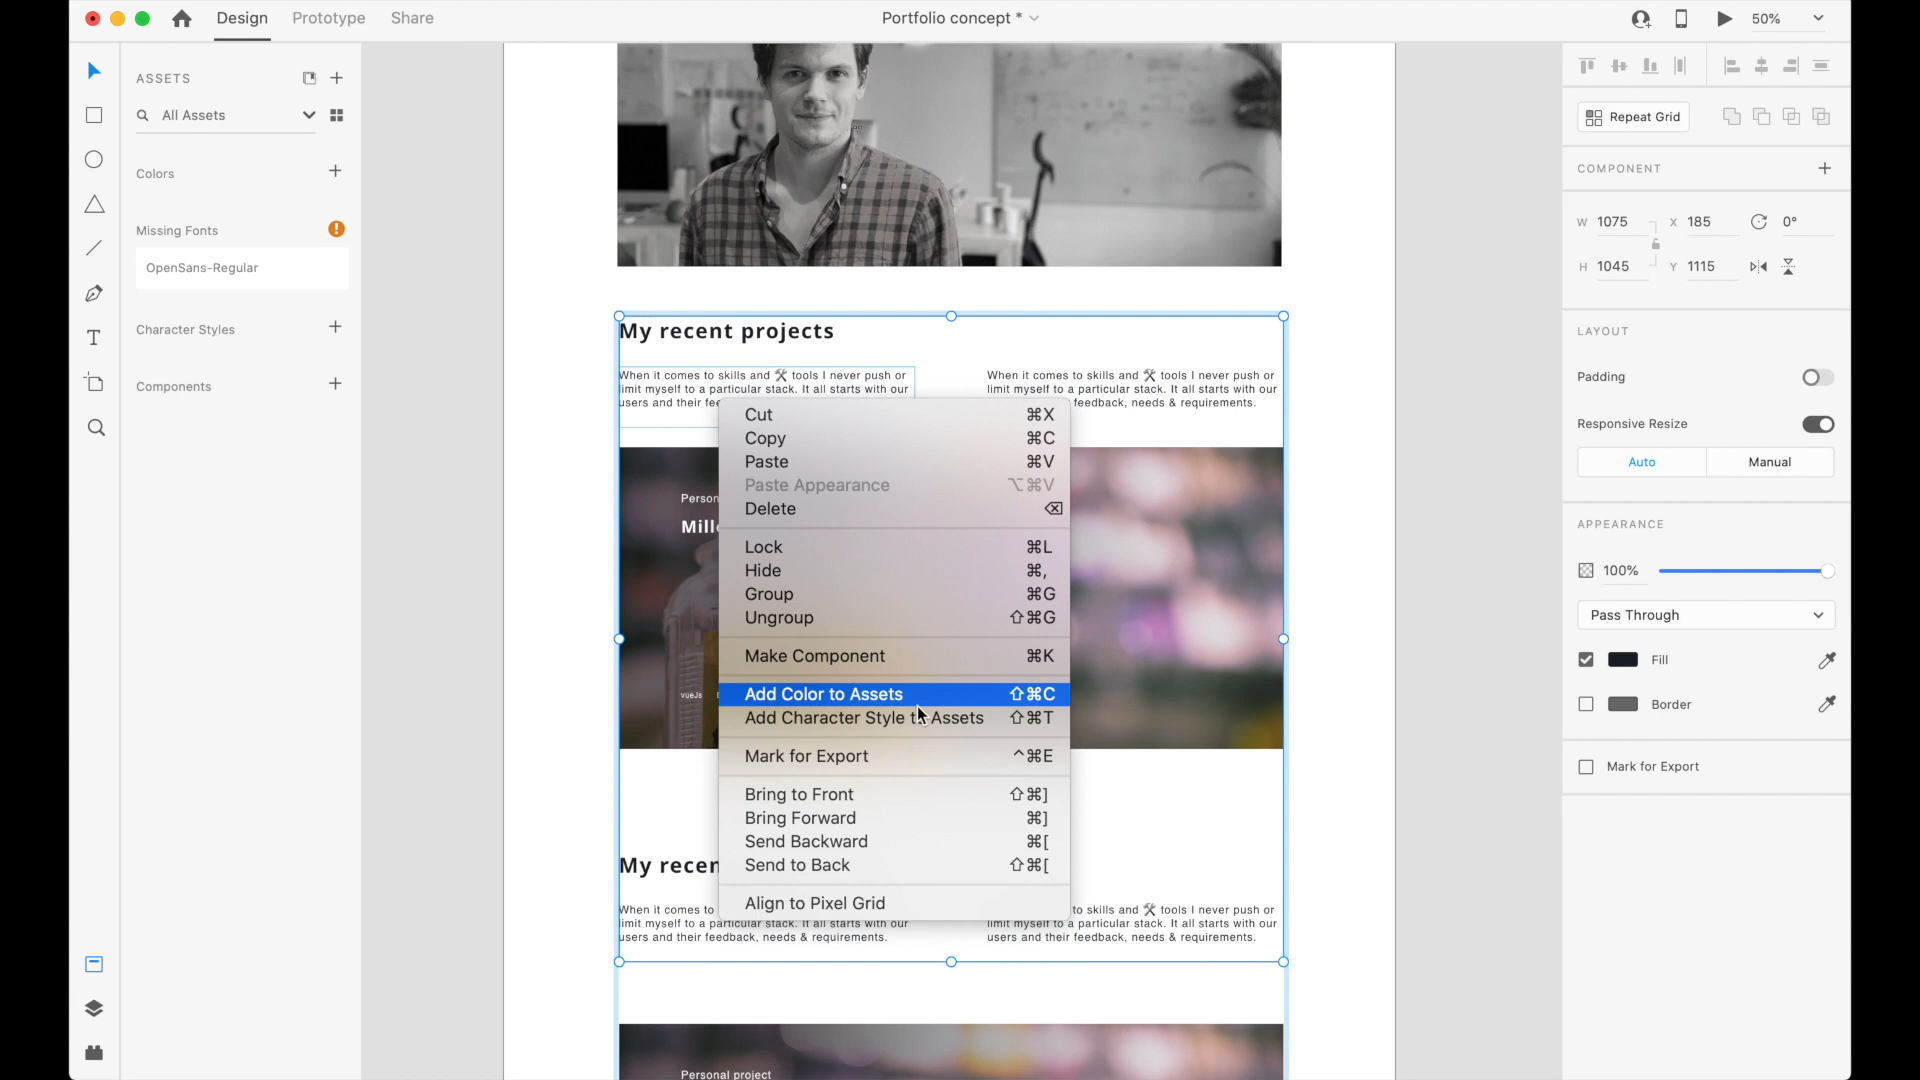 Design Prototype Share Portfolio concept * 50%
ASSETS
All Assets
Colors
Missing Fonts
OpenSans-Regular
Character Styles
Components
T
My recent projects
When it comes to skills and 🛠 tools I never push or
limit myself to a particular stack. It all starts with our
users and their fee
When it comes to skills and 🛠 tools I never push or
limit myself to a particular stack. It all starts with our
feedback, needs & requirements.
Person
Mill
vueJs
Cut ⌘X
Copy ⌘C
Paste ⌘V
Paste Appearance ⌥⌘V
Delete ⌫
Lock ⌘L
Hide ⌘,
Group ⌘G
Ungroup ⇧⌘G
Make Component ⌘K
Add Color to Assets ⇧⌘C
Add Character Style t Assets ⇧⌘T
Mark for Export ^⌘E
Bring to Front ⇧⌘]
Bring Forward ⌘]
Send Backward ⌘[
Send to Back ⇧⌘[
Align to Pixel Grid
My recen
When it comes to
limit myself to a particular stack. It all starts with our
users and their feedback, needs & requirements.
to skills and 🛠 tools I never push or
limit myself to a particular stack. It all starts with our
users and their feedback, needs & requirements.
Personal project
Repeat Grid
COMPONENT
W 1075 X 185 0°
H 1045 Y 1115
LAYOUT
Padding
Responsive Resize
Auto Manual
APPEARANCE
100%
Pass Through
Fill
Border
Mark for Export